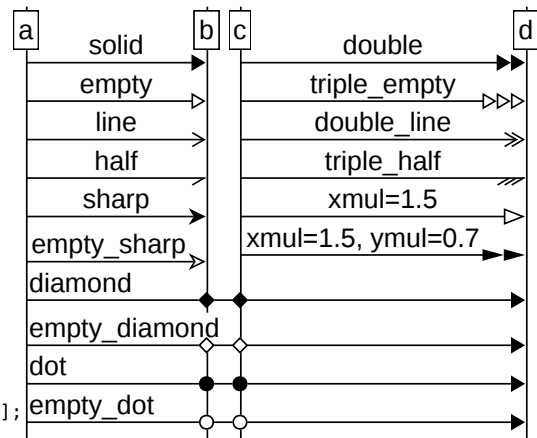 a b c d
solid double
empty triple_empty
line double_line
half triple_half
sharp xmul=1.5
empty_sharp xmul=1.5, ymul=0.7
diamond
empty_diamond
dot
]; empty_dot